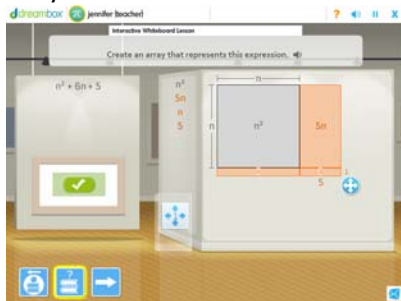 dreambox jennifer (teacher) ? x
Interactive Whiteboard Lesson
Create an array that represents this expression.
n² + 6n + 5
n²
5n
n
5
n
n
n²
5n
5
?